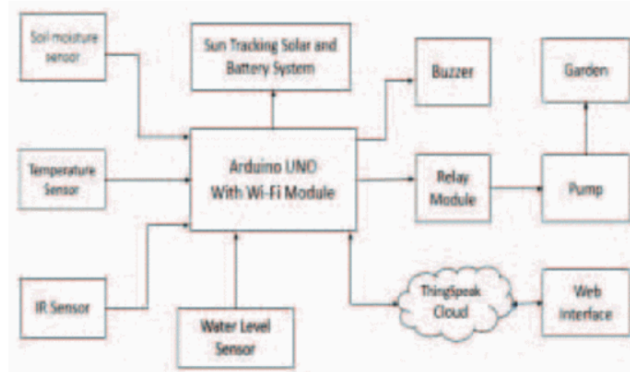 Soil moisture
sensor
Sun Tracking Solar and
Battery System
Buzzer
Garden
Temperature
Sensor
Arduino UNO
With Wi-Fi Module
Relay
Module
Pump
IR Sensor
Water Level
Sensor
ThingSpeak
Cloud
Web
Interface